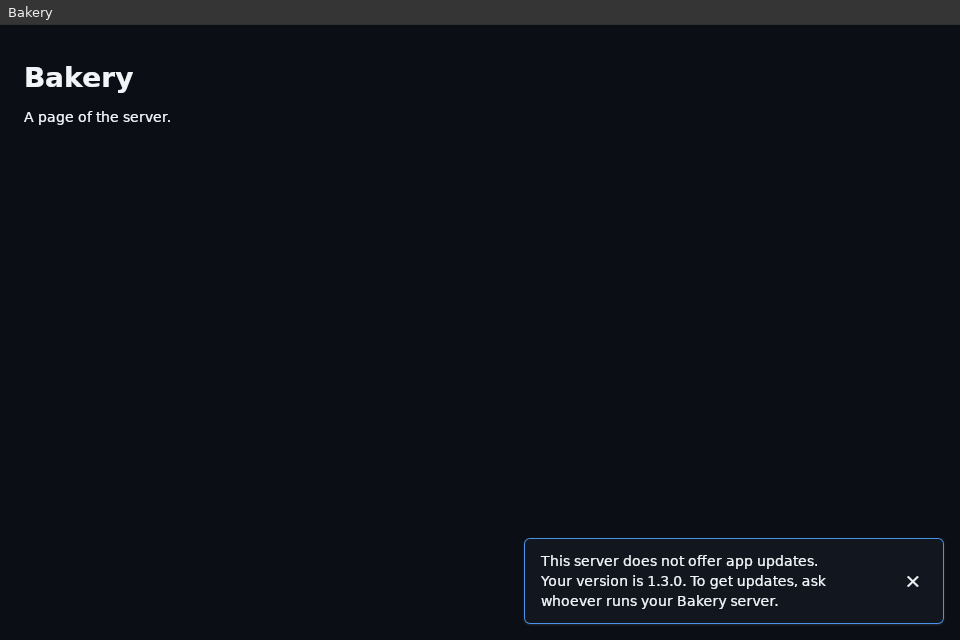 Bakery
Bakery
A page of the server.
This server does not offer app updates.
Your version is 1.3.0. To get updates, ask
whoever runs your Bakery server.